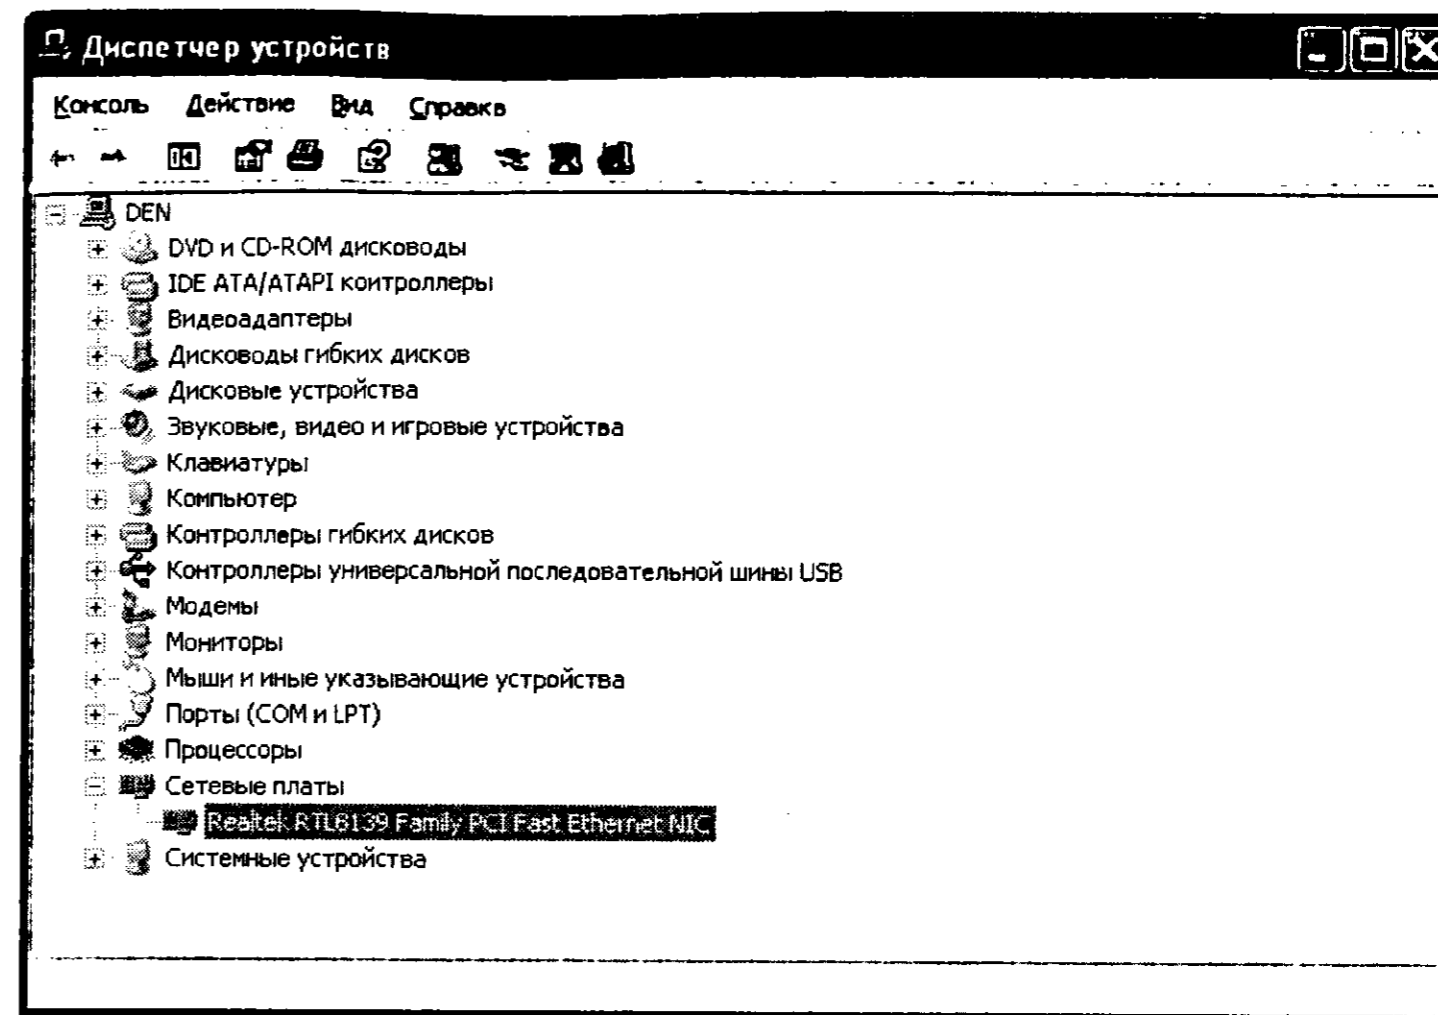 Диспетчер устройств
Консоль Действие Вид Справка
DEN
DVD и CD-ROM дисководы
IDE ATA/ATAPI контроллеры
Видеоадаптеры
Дисководы гибких дисков
Дисковые устройства
Звуковые, видео и игровые устройства
Клавиатуры
Компьютер
Контроллеры гибких дисков
Контроллеры универсальной последовательной шины USB
Модемы
Мониторы
Мыши и иные указывающие устройства
Порты (COM и LPT)
Процессоры
Сетевые платы
Realtek RTL8139 Family PCI Fast Ethernet NIC
Системные устройства